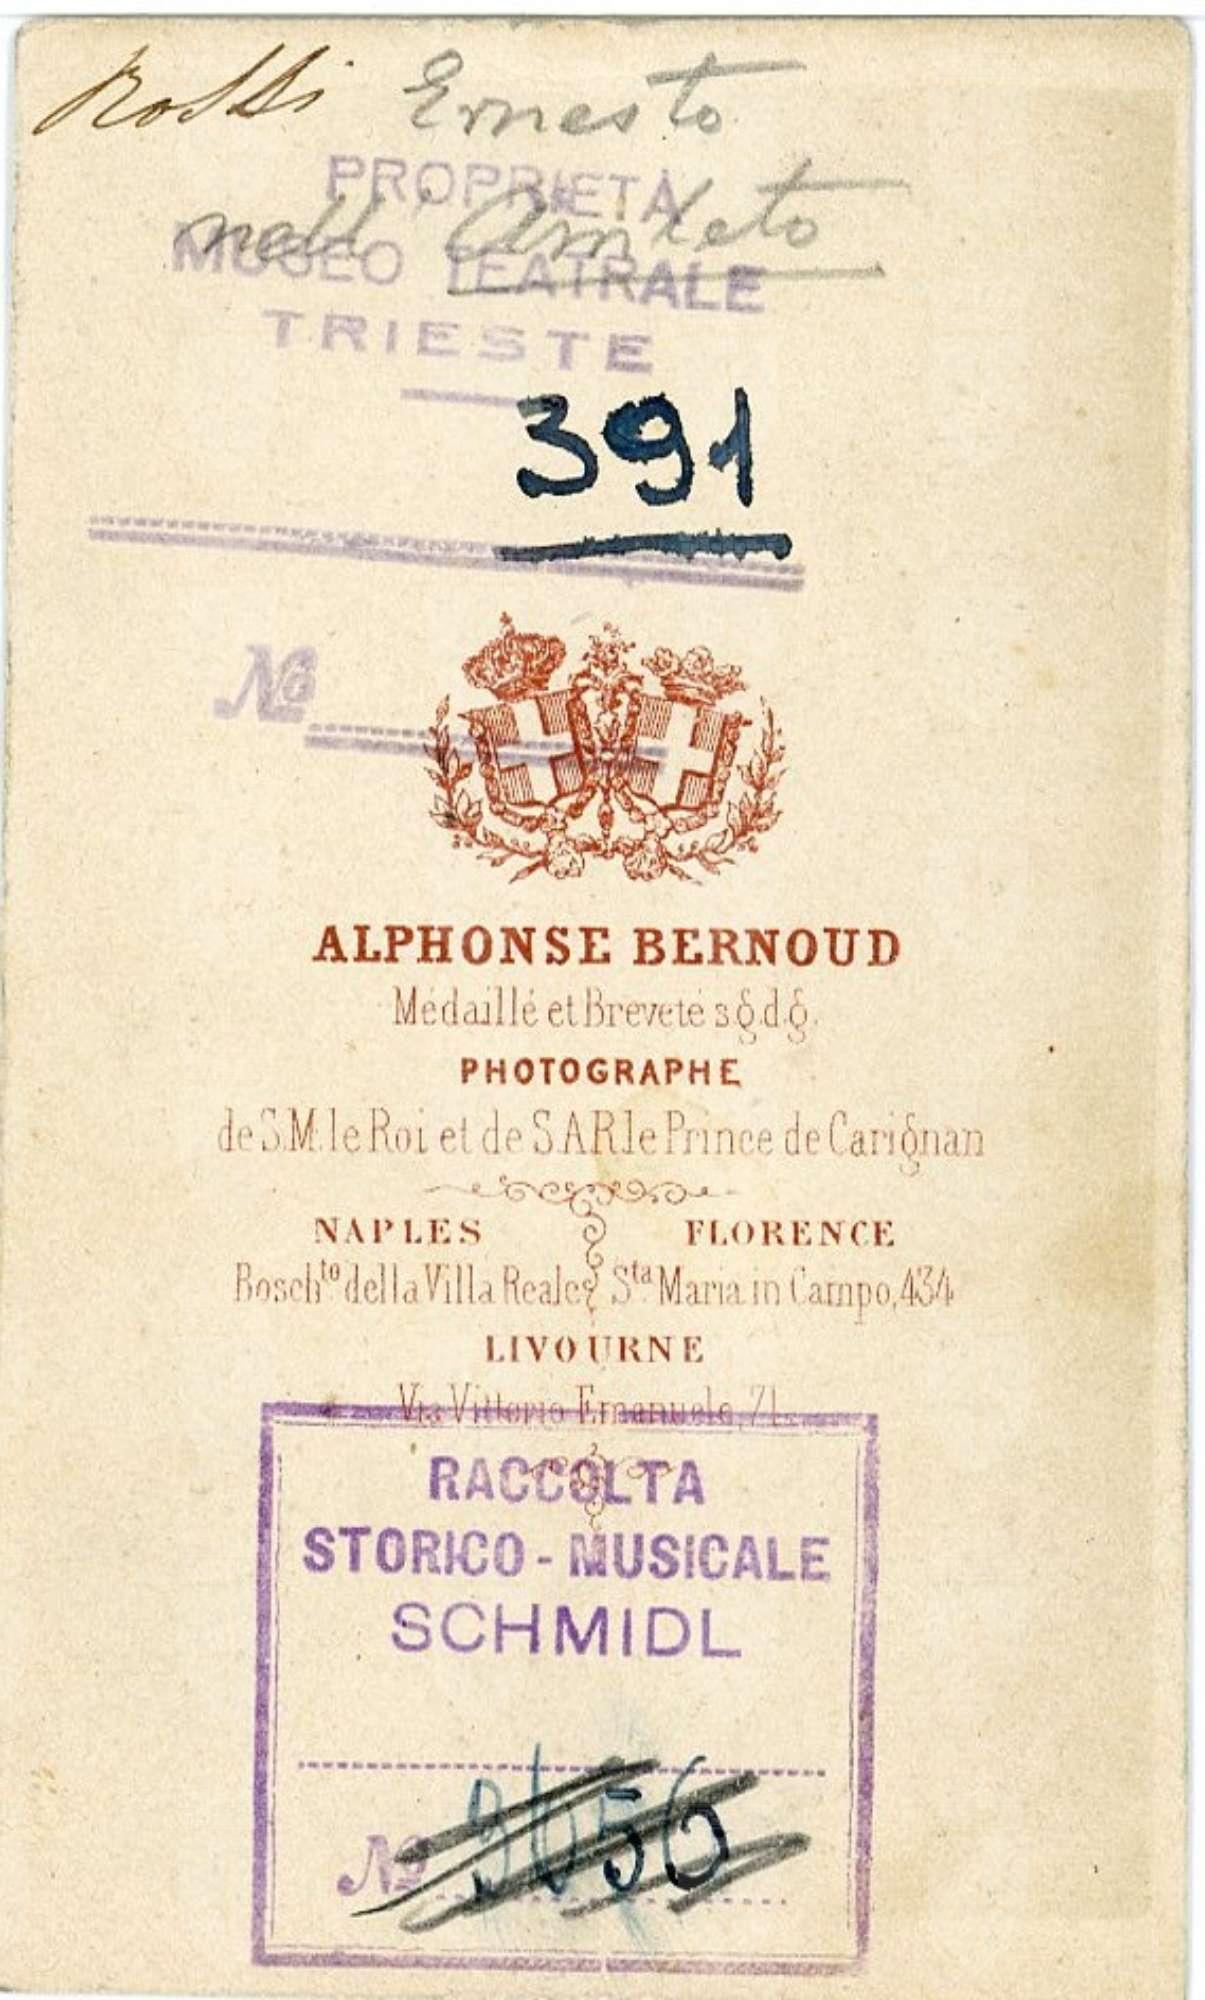 Rossi Ernesto
PROPRIETÀ
nell' Amleto
MUSEO TEATRALE
TRIESTE
391
No
ALPHONSE BERNOUD
Médaillé et Breveté s.g.d.g.
PHOTOGRAPHE
de S.M. le Roi et de S.A.R. le Prince de Carignan
NAPLES FLORENCE
Bosch.to della Villa Reale Sta. Maria in Campo, 434
LIVOURNE
Via Vittorio Emanuele, 71.
RACCOLTA
STORICO-MUSICALE
SCHMIDL
No